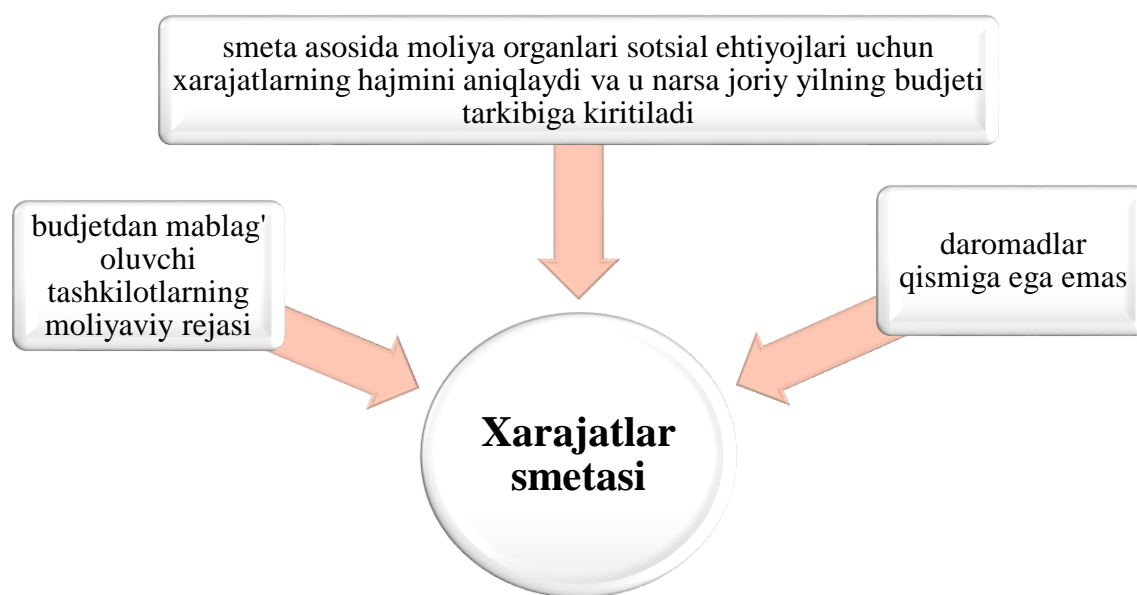 smeta asosida moliya organlari sotsial ehtiyojlari uchun
xarajatlarning hajmini aniqlaydi va u narsa joriy yilning budjeti
tarkibiga kiritiladi
budjetdan mablag'
oluvchi
tashkilotlarning
moliyaviy rejasi
daromadlar
qismiga ega emas
Xarajatlar
smetasi